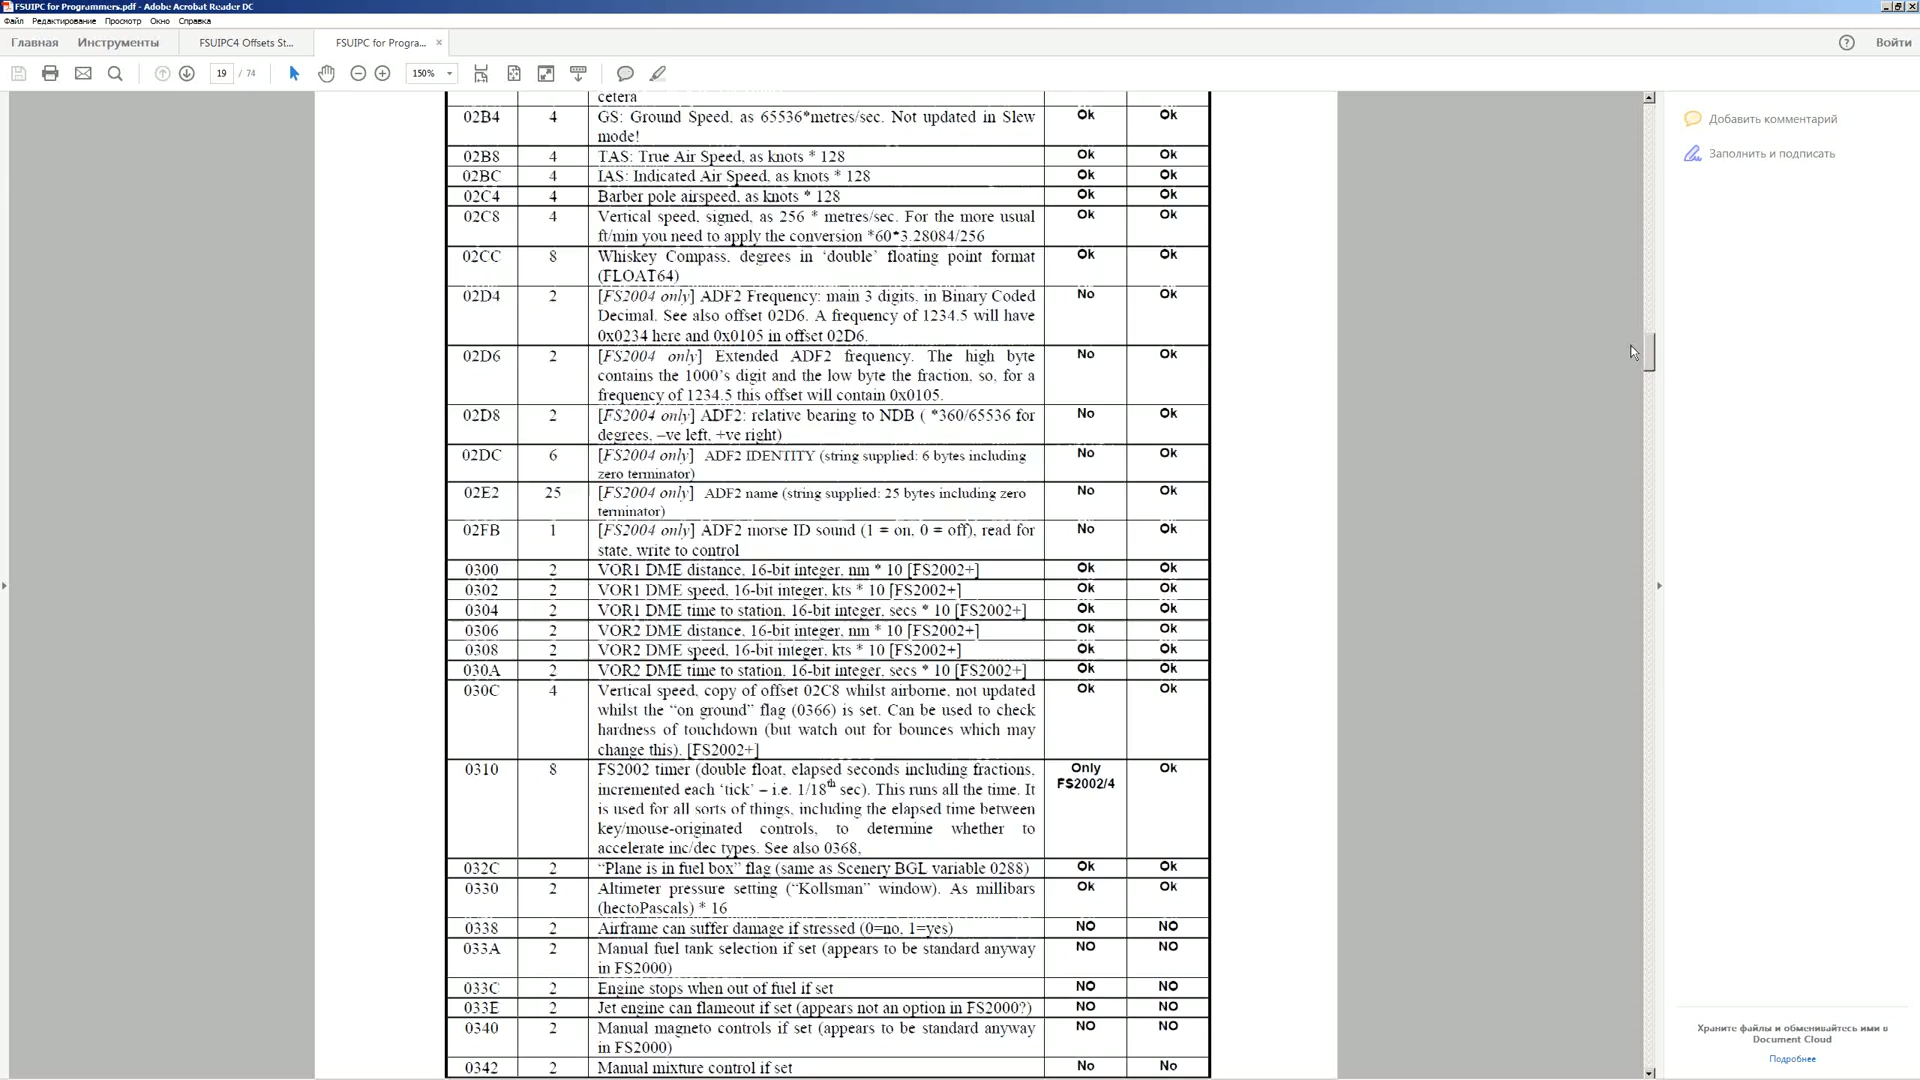 FSUIPC for Programmers.pdf - Adobe Acrobat Reader DC
Файл Редактирование Просмотр Окно Справка
Главная Инструменты FSUIPC4 Offsets St... FSUIPC for Progra... × Войти
19 / 74 150%
cetera
02B4 4 GS: Ground Speed, as 65536*metres/sec. Not updated in Slew Ok Ok
mode!
02B8 4 TAS: True Air Speed, as knots * 128 Ok Ok
02BC 4 IAS: Indicated Air Speed, as knots * 128 Ok Ok
02C4 4 Barber pole airspeed, as knots * 128 Ok Ok
02C8 4 Vertical speed, signed, as 256 * metres/sec. For the more usual Ok Ok
ft/min you need to apply the conversion *60*3.28084/256
02CC 8 Whiskey Compass, degrees in ‘double’ floating point format Ok Ok
(FLOAT64)
02D4 2 [FS2004 only] ADF2 Frequency: main 3 digits, in Binary Coded No Ok
Decimal. See also offset 02D6. A frequency of 1234.5 will have
0x0234 here and 0x0105 in offset 02D6.
02D6 2 [FS2004 only] Extended ADF2 frequency. The high byte No Ok
contains the 1000’s digit and the low byte the fraction, so, for a
frequency of 1234.5 this offset will contain 0x0105.
02D8 2 [FS2004 only] ADF2: relative bearing to NDB ( *360/65536 for No Ok
degrees, –ve left, +ve right)
02DC 6 [FS2004 only] ADF2 IDENTITY (string supplied: 6 bytes including No Ok
zero terminator)
02E2 25 [FS2004 only] ADF2 name (string supplied: 25 bytes including zero No Ok
terminator)
02FB 1 [FS2004 only] ADF2 morse ID sound (1 = on, 0 = off), read for No Ok
state, write to control
0300 2 VOR1 DME distance, 16-bit integer, nm * 10 [FS2002+] Ok Ok
0302 2 VOR1 DME speed, 16-bit integer, kts * 10 [FS2002+] Ok Ok
0304 2 VOR1 DME time to station, 16-bit integer, secs * 10 [FS2002+] Ok Ok
0306 2 VOR2 DME distance, 16-bit integer, nm * 10 [FS2002+] Ok Ok
0308 2 VOR2 DME speed, 16-bit integer, kts * 10 [FS2002+] Ok Ok
030A 2 VOR2 DME time to station, 16-bit integer, secs * 10 [FS2002+] Ok Ok
030C 4 Vertical speed, copy of offset 02C8 whilst airborne, not updated Ok Ok
whilst the “on ground” flag (0366) is set. Can be used to check
hardness of touchdown (but watch out for bounces which may
change this). [FS2002+]
0310 8 FS2002 timer (double float, elapsed seconds including fractions, Only Ok
incremented each ‘tick’ – i.e. 1/18th sec). This runs all the time. It FS2002/4
is used for all sorts of things, including the elapsed time between
key/mouse-originated controls, to determine whether to
accelerate inc/dec types. See also 0368,
032C 2 “Plane is in fuel box” flag (same as Scenery BGL variable 0288) Ok Ok
0330 2 Altimeter pressure setting (“Kollsman” window). As millibars Ok Ok
(hectoPascals) * 16
0338 2 Airframe can suffer damage if stressed (0=no, 1=yes) NO NO
033A 2 Manual fuel tank selection if set (appears to be standard anyway NO NO
in FS2000)
033C 2 Engine stops when out of fuel if set NO NO
033E 2 Jet engine can flameout if set (appears not an option in FS2000?) NO NO
0340 2 Manual magneto controls if set (appears to be standard anyway NO NO
in FS2000)
0342 2 Manual mixture control if set No No
Добавить комментарий
Заполнить и подписать
Храните файлы и обменивайтесь ими в
Document Cloud
Подробнее